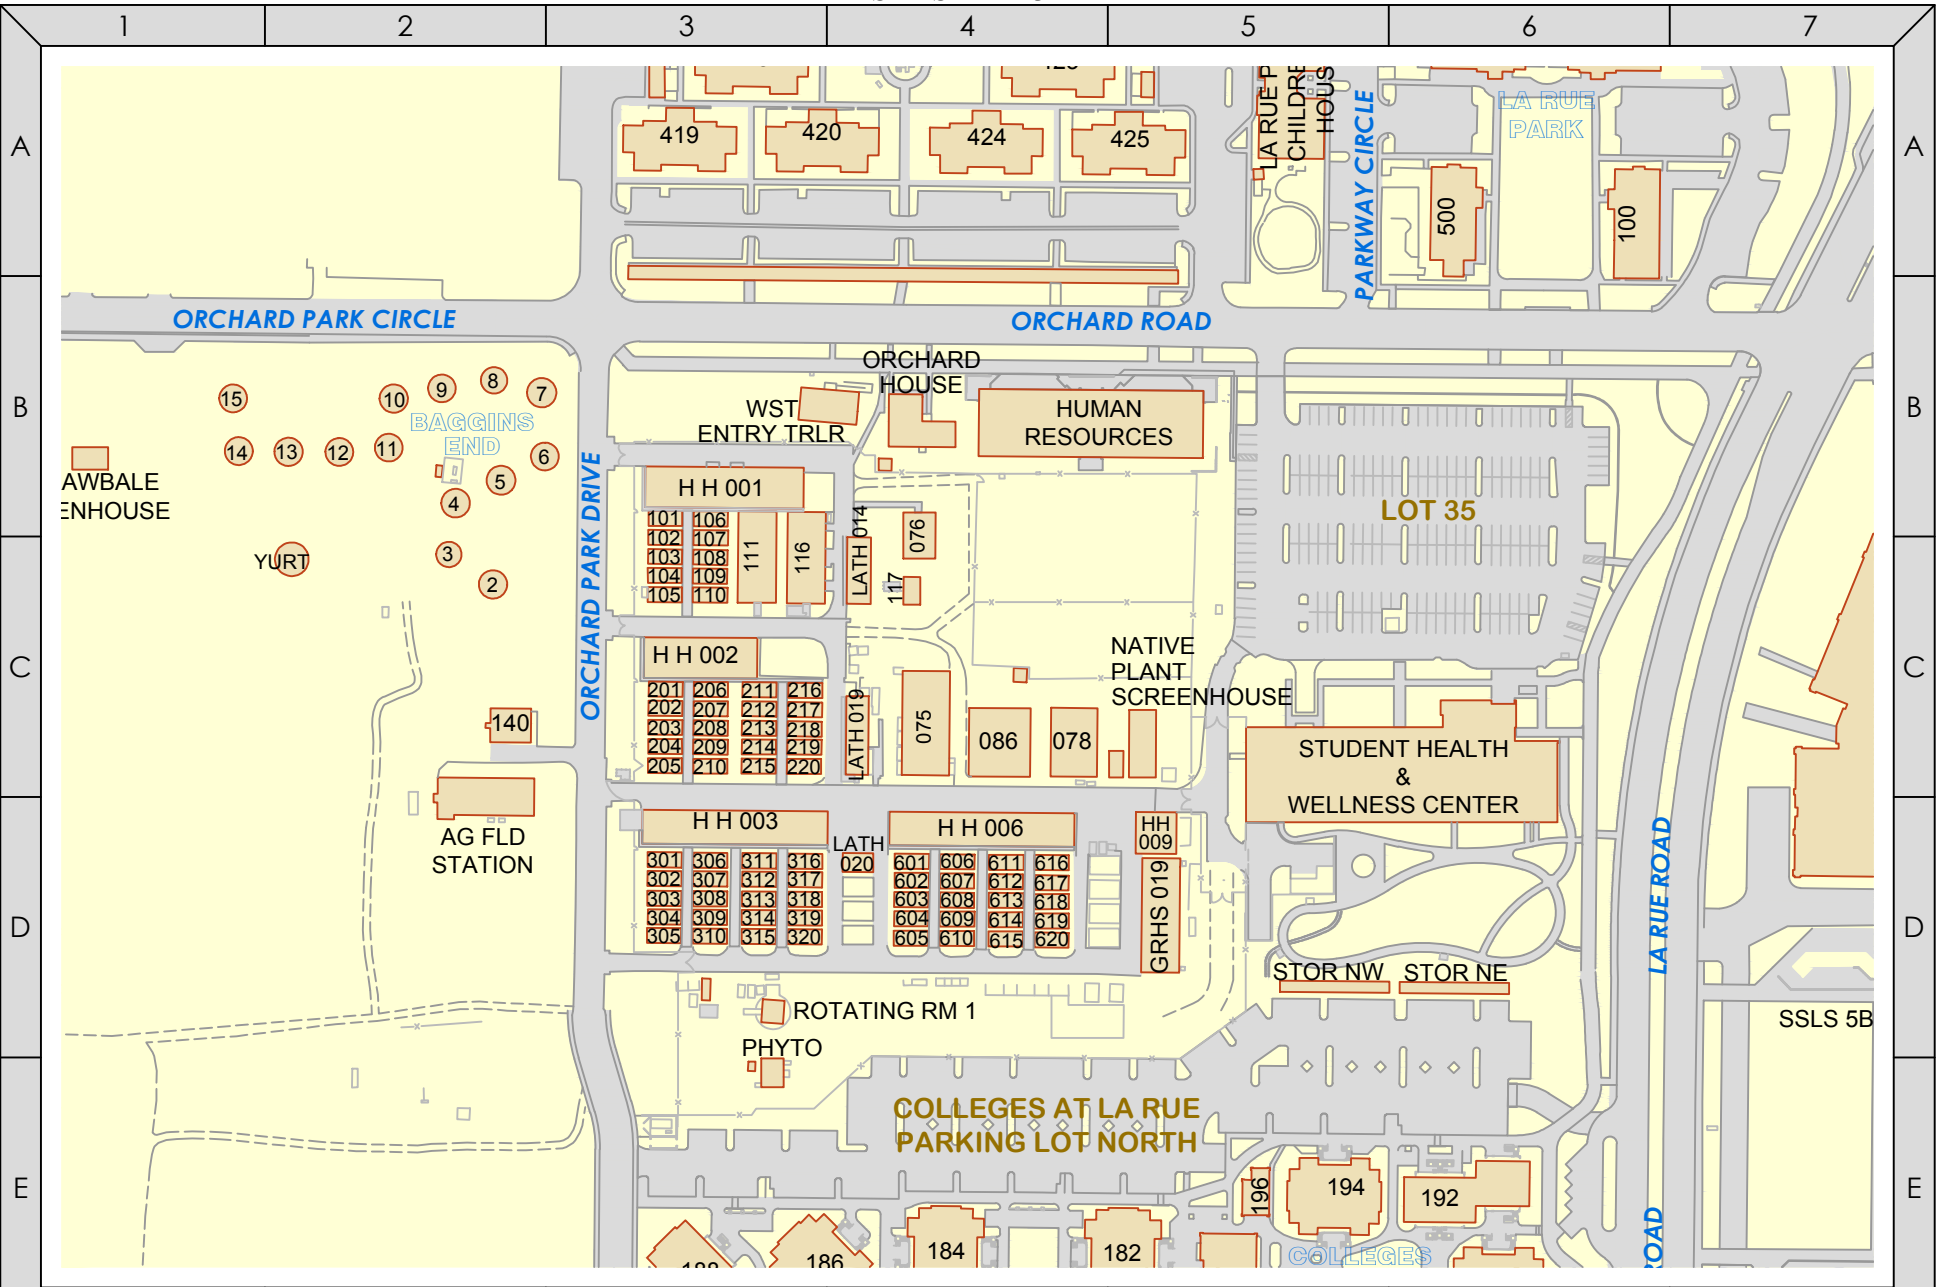 1 2 3 4 5 6 7
A
A
419 420 424 425
LA RUE
CHILDRE
HOUS
PARKWAY CIRCLE
LA RUE
PARK
500
100
ORCHARD PARK CIRCLE
ORCHARD ROAD
B
B
15
10
9
8
7
BAGGINS
END
14
13
12
11
6
5
4
AWBALE
ENHOUSE
YURT
3
2
ORCHARD PARK DRIVE
WST
ENTRY TRLR
ORCHARD
HOUSE
HUMAN
RESOURCES
LOT 35
H H 001
101 106
102 107
103 108
104 109
105 110
111
116
LATH 014
076
117
C
C
H H 002
201 206 211 216
202 207 212 217
203 208 213 218
204 209 214 219
205 210 215 220
LATH 019
075
086
078
NATIVE
PLANT
SCREENHOUSE
140
STUDENT HEALTH
&
WELLNESS CENTER
AG FLD
STATION
D
D
H H 003
LATH
020
H H 006
HH
009
301 306 311 316
302 307 312 317
303 308 313 318
304 309 314 319
305 310 315 320
601 606 611 616
602 607 612 617
603 608 613 618
604 609 614 619
605 610 615 620
GRHS 019
LA RUE ROAD
STOR NW
STOR NE
ROTATING RM 1
SSLS 5B
PHYTO
COLLEGES AT LA RUE
PARKING LOT NORTH
E
E
196
194
192
186
184
182
COLLEGES
ROAD